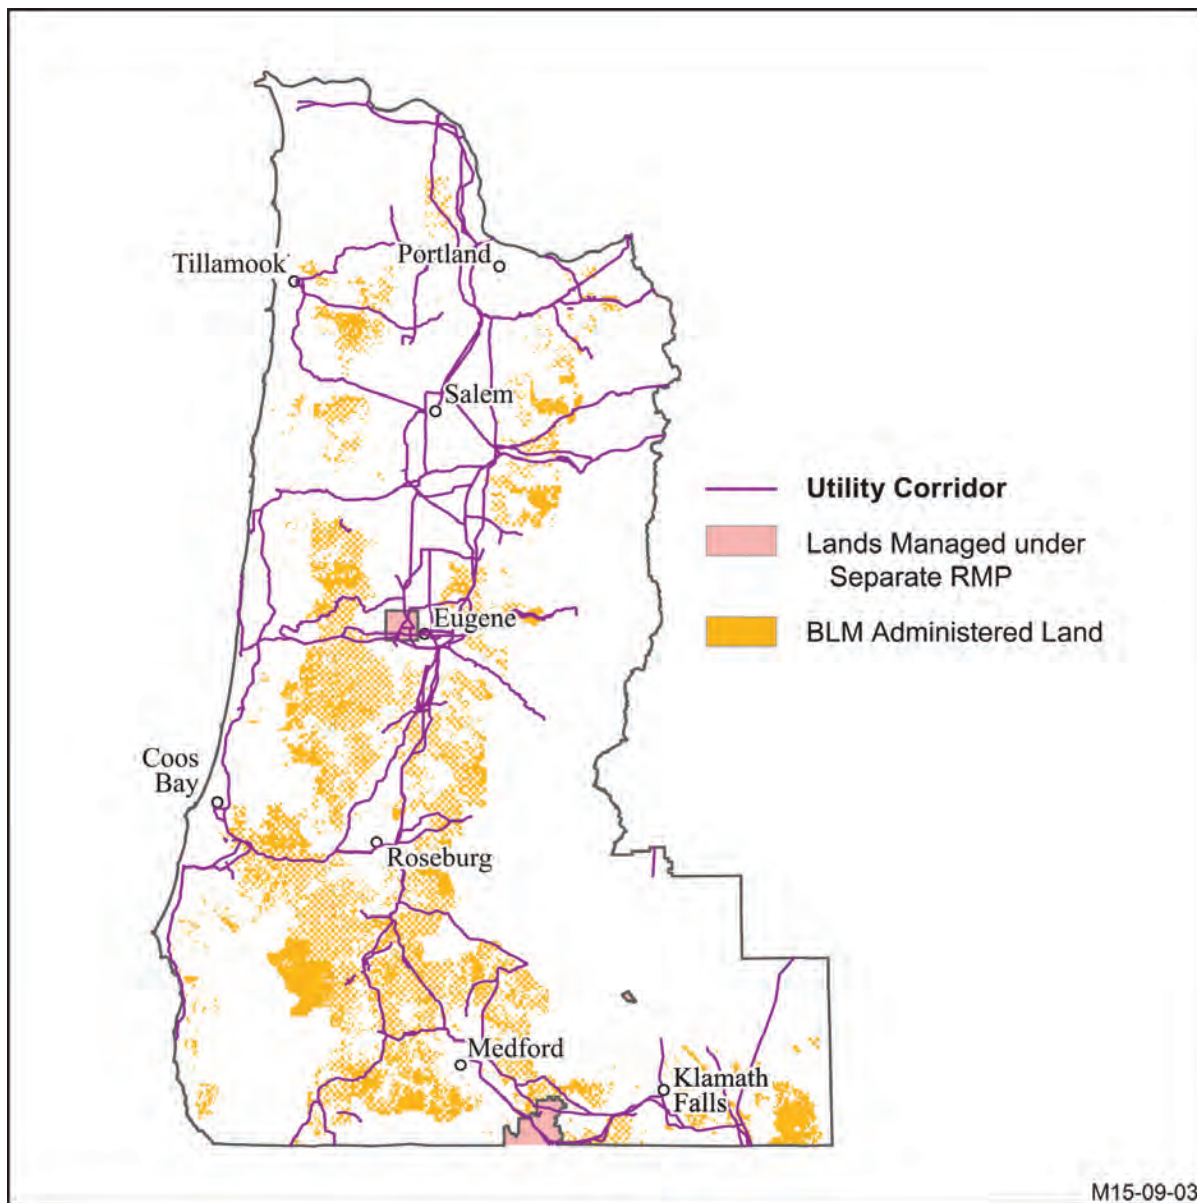 Portland
Tillamook
Salem
Utility Corridor
Lands Managed under
Separate RMP
Eugene
BLM Administered Land
Coos
Bay
Roseburg
Medford
Klamath
Falls
M15-09-03